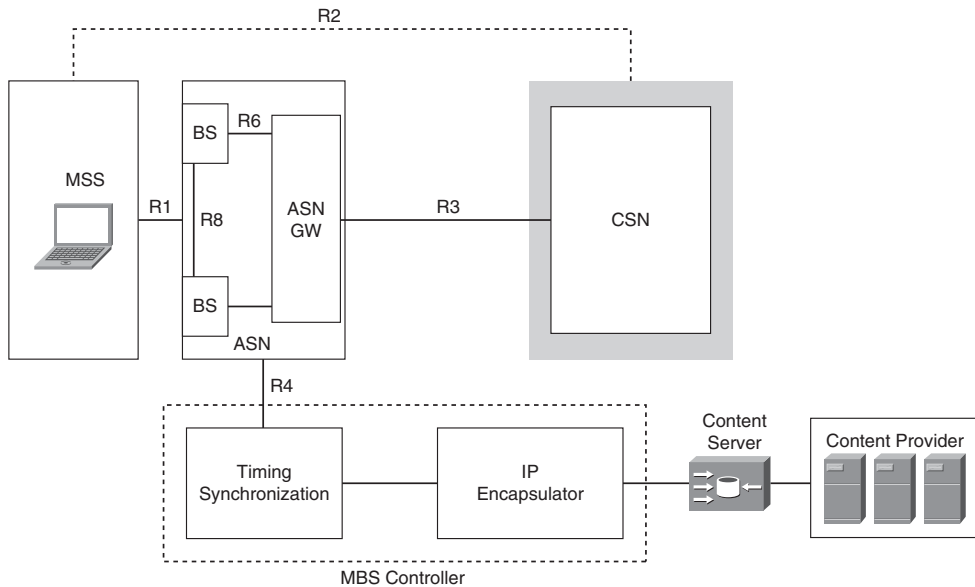 R2
MSS
R1
BS
R6
R8
ASN
GW
BS
ASN
R3
CSN
R4
Timing
Synchronization
IP
Encapsulator
MBS Controller
Content
Server
Content Provider